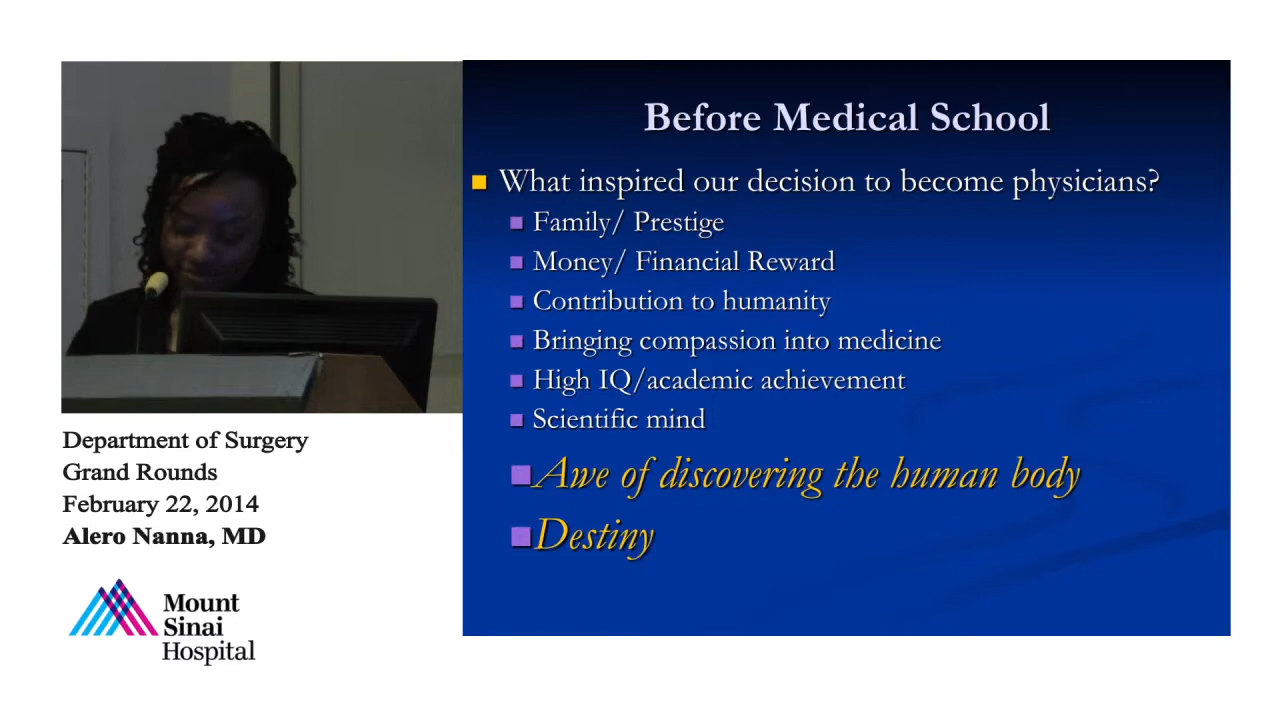 Before Medical School
What inspired our decision to become physicians?
Family/ Prestige
Money/ Financial Reward
Contribution to humanity
Bringing compassion into medicine
High IQ/academic achievement
Scientific mind
Awe of discovering the human body
Destiny
Department of Surgery
Grand Rounds
February 22, 2014
Alero Nanna, MD
Mount
Sinai
Hospital